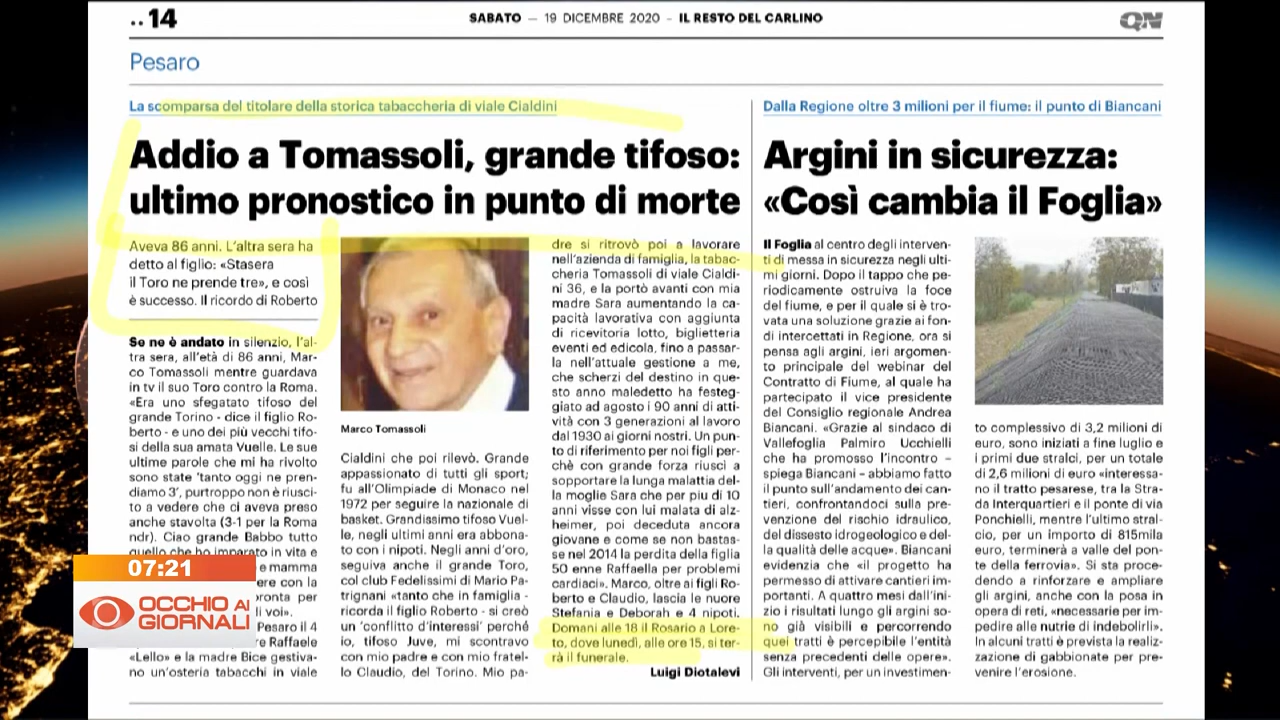 .. 14
SABATO — 19 DICEMBRE 2020 – IL RESTO DEL CARLINO
QN
Pesaro
La scomparsa del titolare della storica tabaccheria di viale Cialdini
Addio a Tomassoli, grande tifoso:
ultimo pronostico in punto di morte
Aveva 86 anni. L'altra sera ha
detto al figlio: «Stasera
il Toro ne prende tre», e così
è successo. Il ricordo di Roberto
Se ne è andato in silenzio, l'al-
tra sera, all'età di 86 anni, Mar-
co Tomassoli mentre guardava
in tv il suo Toro contro la Roma.
«Era uno sfegatato tifoso del
grande Torino - dice il figlio Ro-
berto - e uno dei più vecchi tifo-
si della sua amata Vuelle. Le sue
ultime parole che mi ha rivolto
sono state 'tanto oggi ne pren-
diamo 3', purtroppo non è riusci-
to a vedere che ci aveva preso
anche stavolta (3-1 per la Roma
ndr). Ciao grande Babbo tutto
quello che ho imparato in vita e
e mamma
ere con la
ronta per
li voi».
Pesaro il 4
re Raffaele
«Lello» e la madre Bice gestiva-
no un'osteria tabacchi in viale
Marco Tomassoli
Cialdini che poi rilevò. Grande
appassionato di tutti gli sport;
fu all'Olimpiade di Monaco nel
1972 per seguire la nazionale di
basket. Grandissimo tifoso Vuel-
le, negli ultimi anni era abbona-
to con i nipoti. Negli anni d'oro,
seguiva anche il grande Toro,
col club Fedelissimi di Mario Pa-
trignani «tanto che in famiglia -
ricorda il figlio Roberto - si creò
un 'conflitto d'interessi' perché
io, tifoso Juve, mi scontravo
con mio padre e con mio fratel-
lo Claudio, del Torino. Mio pa-
dre si ritrovò poi a lavorare
nell'azienda di famiglia, la tabac-
cheria Tomassoli di viale Cialdi-
ni 36, e la portò avanti con mia
madre Sara aumentando la ca-
pacità lavorativa con aggiunta
di ricevitoria lotto, biglietteria
eventi ed edicola, fino a passar-
la nell'attuale gestione a me,
che scherzi del destino in que-
sto anno maledetto ha festeg-
giato ad agosto i 90 anni di atti-
vità con 3 generazioni al lavoro
dal 1930 ai giorni nostri. Un pun-
to di riferimento per noi figli per-
chè con grande forza riuscì a
sopportare la lunga malattia del-
la moglie Sara che per piu di 10
anni visse con lui malata di alz-
heimer, poi deceduta ancora
giovane e come se non bastas-
se nel 2014 la perdita della figlia
50 enne Raffaella per problemi
cardiaci». Marco, oltre ai figli Ro-
berto e Claudio, lascia le nuore
Stefania e Deborah e 4 nipoti.
Domani alle 18 il Rosario a Lore-
to, dove lunedì, alle ore 15, si ter-
rà il funerale.
Luigi Diotalevi
Dalla Regione oltre 3 milioni per il fiume: il punto di Biancani
Argini in sicurezza:
«Così cambia il Foglia»
Il Foglia al centro degli interven-
ti di messa in sicurezza negli ulti-
mi giorni. Dopo il tappo che pe-
riodicamente ostruiva la foce
del fiume, e per il quale si è tro-
vata una soluzione grazie ai fon-
di intercettati in Regione, ora si
pensa agli argini, ieri argomen-
to principale del webinar del
Contratto di Fiume, al quale ha
partecipato il vice presidente
del Consiglio regionale Andrea
Biancani. «Grazie al sindaco di
Vallefoglia Palmiro Ucchielli
che ha promosso l'incontro –
spiega Biancani – abbiamo fatto
il punto sull'andamento dei can-
tieri, confrontandoci sulla pre-
venzione del rischio idraulico,
del dissesto idrogeologico e del-
la qualità delle acque». Biancani
evidenzia che «il progetto ha
permesso di attivare cantieri im-
portanti. A quattro mesi dall'ini-
zio i risultati lungo gli argini so-
no già visibili e percorrendo
quei tratti è percepibile l'entità
senza precedenti delle opere».
Gli interventi, per un investimen-
to complessivo di 3,2 milioni di
euro, sono iniziati a fine luglio e
i primi due stralci, per un totale
di 2,6 milioni di euro «interessa-
no il tratto pesarese, tra la Stra-
da Interquartieri e il ponte di via
Ponchielli, mentre l'ultimo stral-
cio, per un importo di 815mila
euro, terminerà a valle del pon-
te della ferrovia». Si sta proce-
dendo a rinforzare e ampliare
gli argini, anche con la posa in
opera di reti, «necessarie per im-
pedire alle nutrie di indebolirli».
In alcuni tratti è prevista la realiz-
zazione di gabbionate per pre-
venire l'erosione.
07:21
OCCHIO AI
GIORNALI